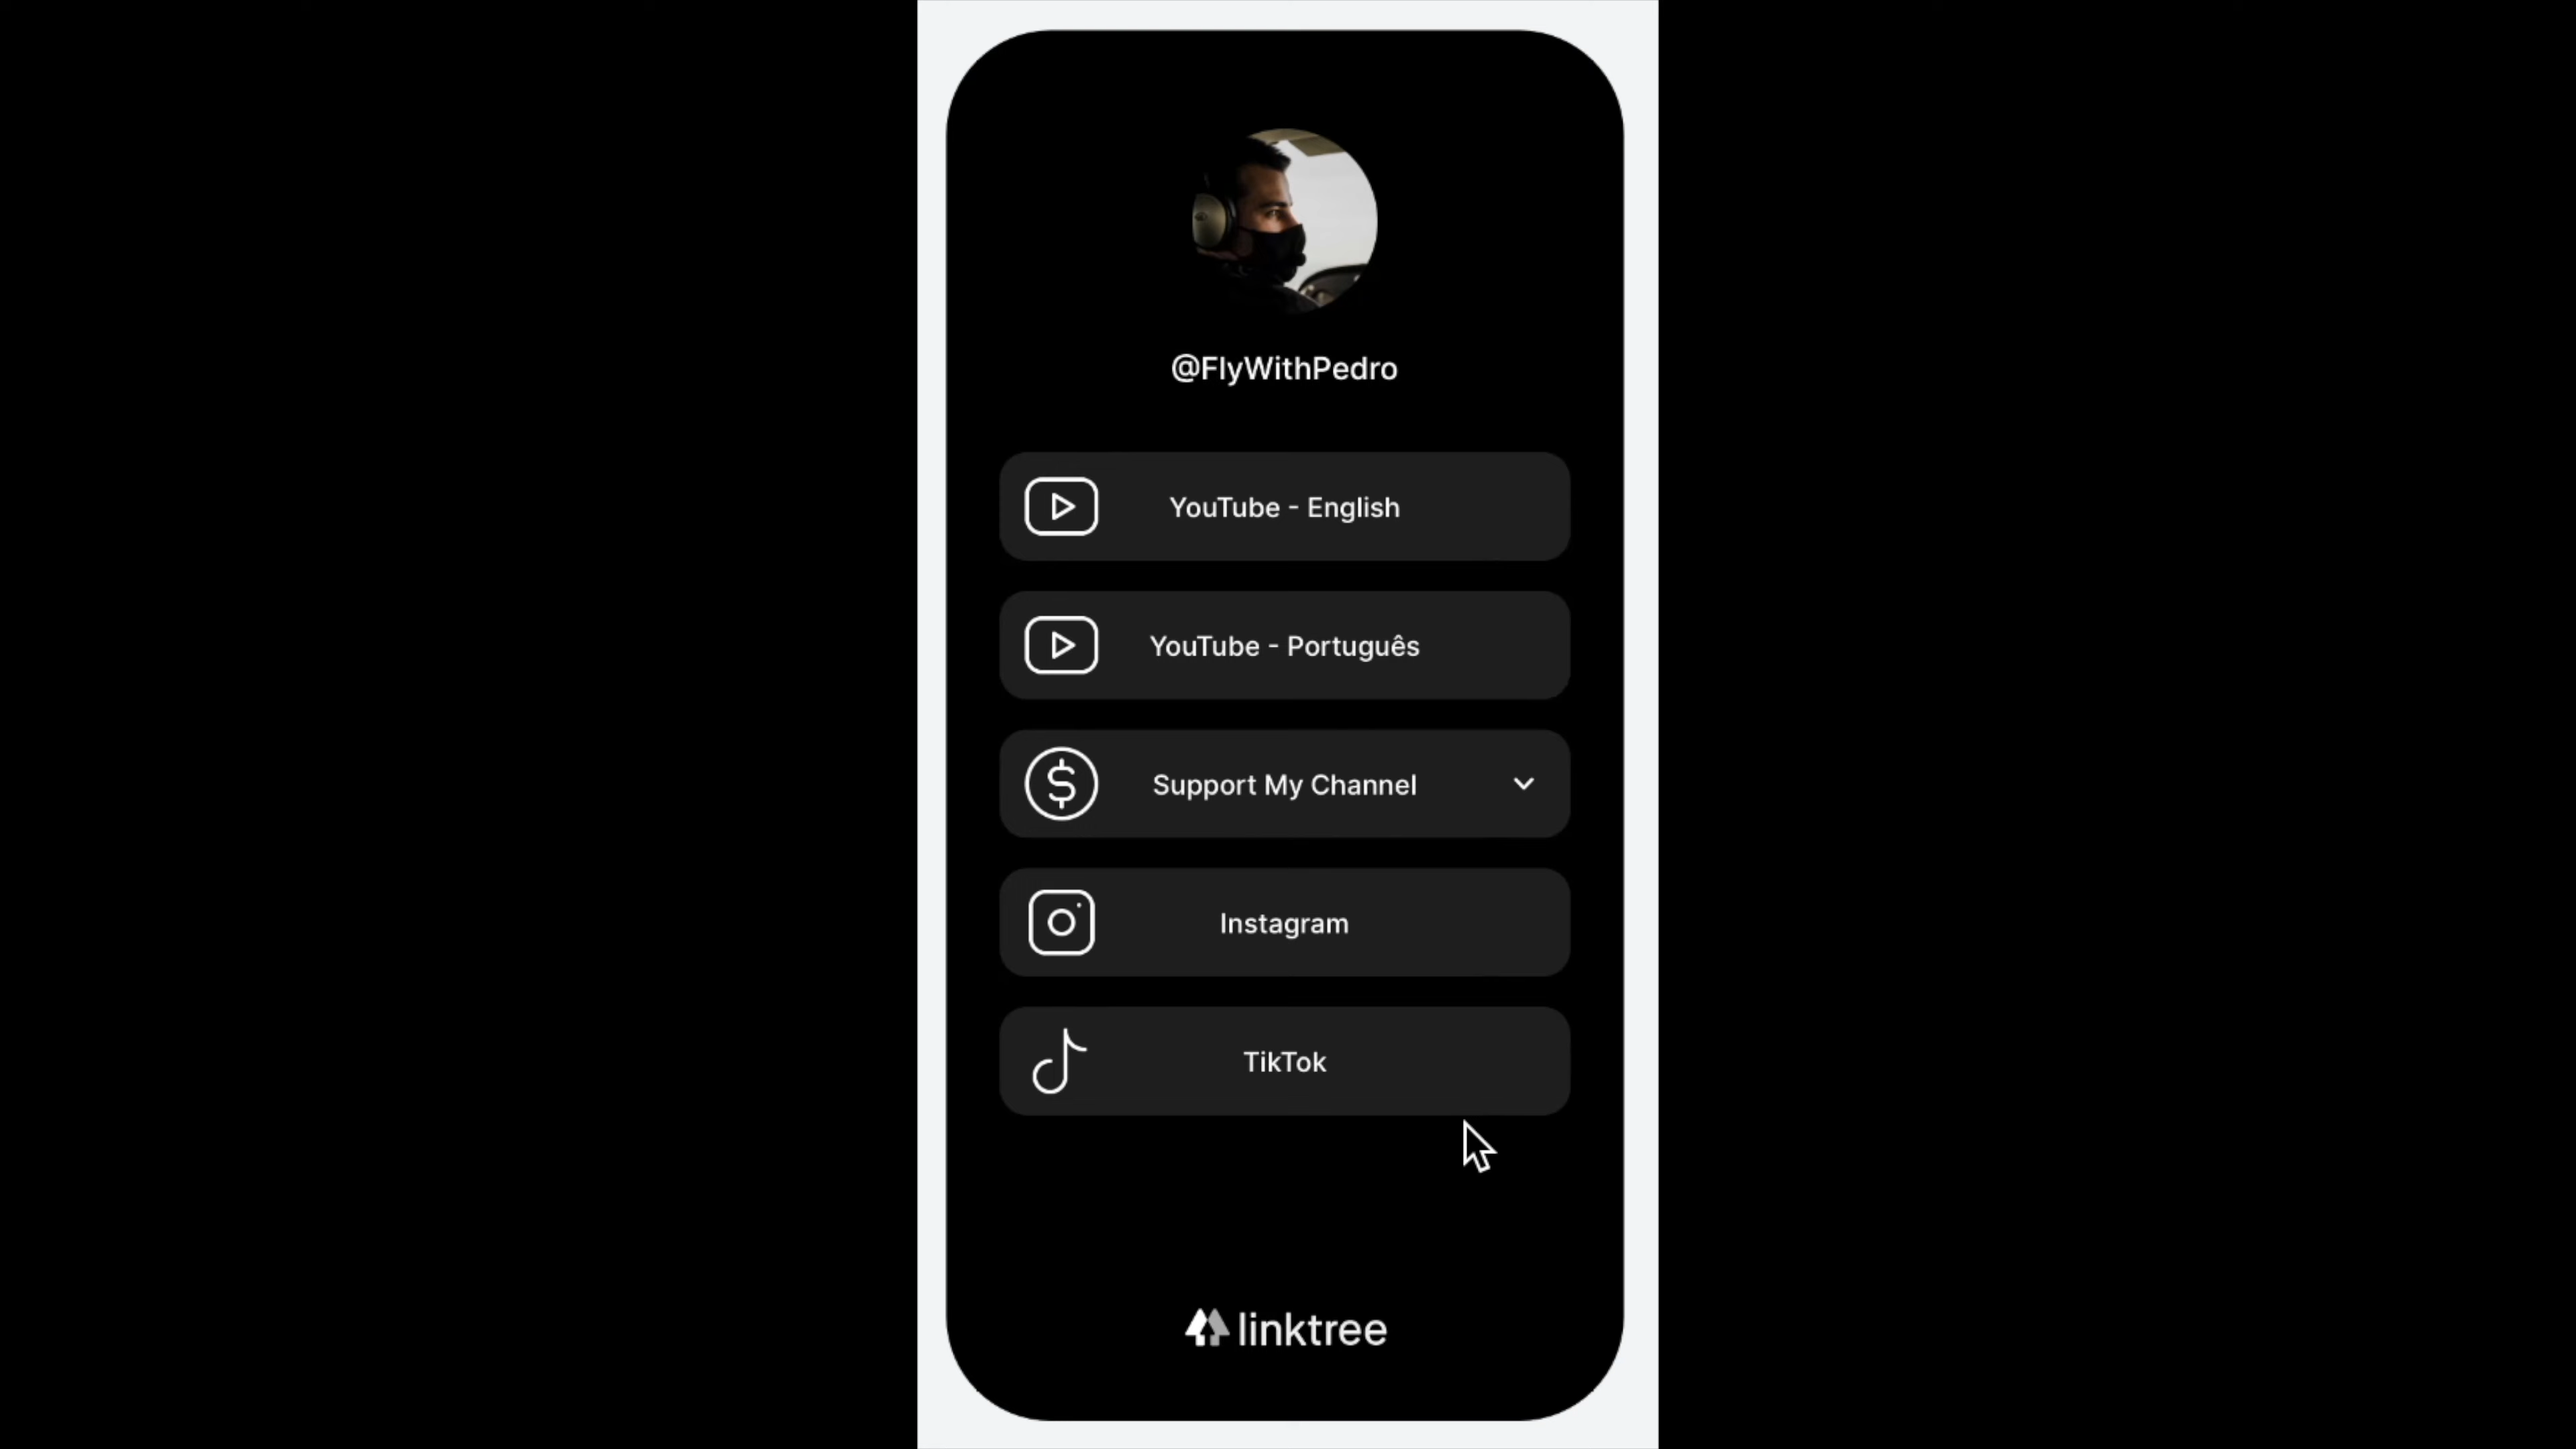 @FlyWithPedro
YouTube - English
YouTube - Português
Support My Channel
Instagram
TikTok
linktree